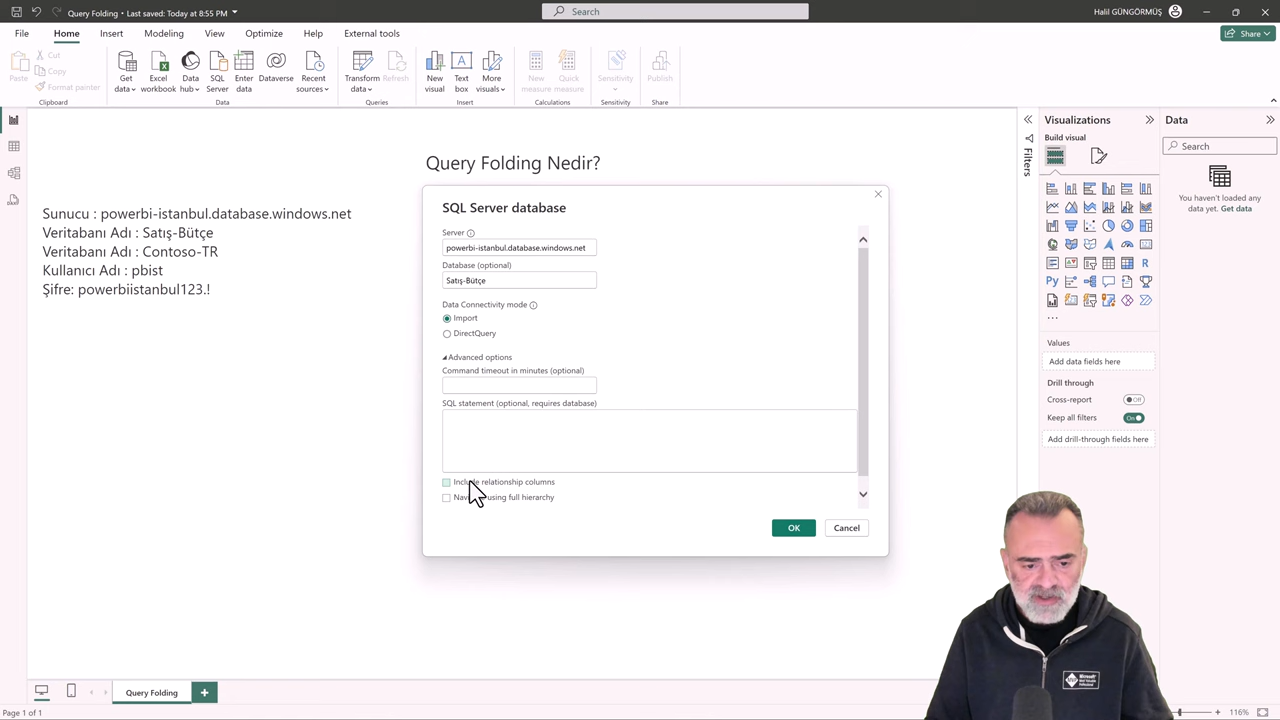 Query Folding • Last saved: Today at 8:55 PM
Search
Halil GÜNGÖRMÜŞ
File
Home
Insert
Modeling
View
Optimize
Help
External tools
Share
Paste
Cut
Copy
Format painter
Get data
Excel workbook
Data hub
SQL Server
Enter data
Dataverse
Recent sources
Transform data
Refresh
New visual
Text box
More visuals
New measure
Quick measure
Sensitivity
Publish
Clipboard
Data
Queries
Insert
Calculations
Sensitivity
Share
Query Folding Nedir?
Sunucu : powerbi-istanbul.database.windows.net
Veritabanı Adı : Satış-Bütçe
Veritabanı Adı : Contoso-TR
Kullanıcı Adı : pbist
Şifre: powerbiistanbul123.!
SQL Server database
Server
powerbi-istanbul.database.windows.net
Database (optional)
Satış-Bütçe
Data Connectivity mode
Import
DirectQuery
Advanced options
Command timeout in minutes (optional)
SQL statement (optional, requires database)
Include relationship columns
using full hierarchy
OK
Cancel
Filters
Visualizations
Build visual
R
Py
Values
Add data fields here
Drill through
Cross-report
Off
Keep all filters
On
Add drill-through fields here
Data
Search
You haven't loaded
any data yet. Get data
Microsoft
Query Folding
Page 1 of 1
116%